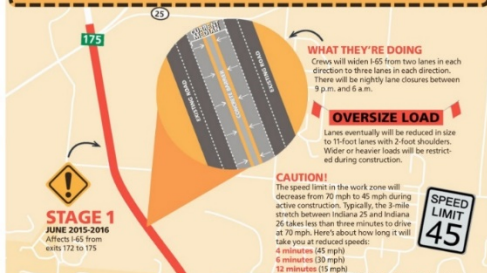 25
175
WHAT THEY'RE DOING
Crews will widen I-65 from two lanes in each
direction to three lanes in each direction.
There will be nightly lane closures between
9 p.m. and 6 a.m.
EXISTING ROAD
CONCRETE BARRIER
EXISTING ROAD
OVERSIZE LOAD
Lanes eventually will be reduced in size
to 11-foot lanes with 2-foot shoulders.
Wider or heavier loads will be restrict-
ed during construction.
CAUTION!
The speed limit in the work zone will
decrease from 70 mph to 45 mph during
active construction. Typically, the 3-mile
stretch between Indiana 25 and Indiana
26 takes less than three minutes to drive
at 70 mph. Here's about how long it will
take you at reduced speeds:
4 minutes (45 mph)
6 minutes (30 mph)
12 minutes (15 mph)
SPEED
LIMIT
45
STAGE 1
JUNE 2015-2016
Affects I-65 from
exits 172 to 175